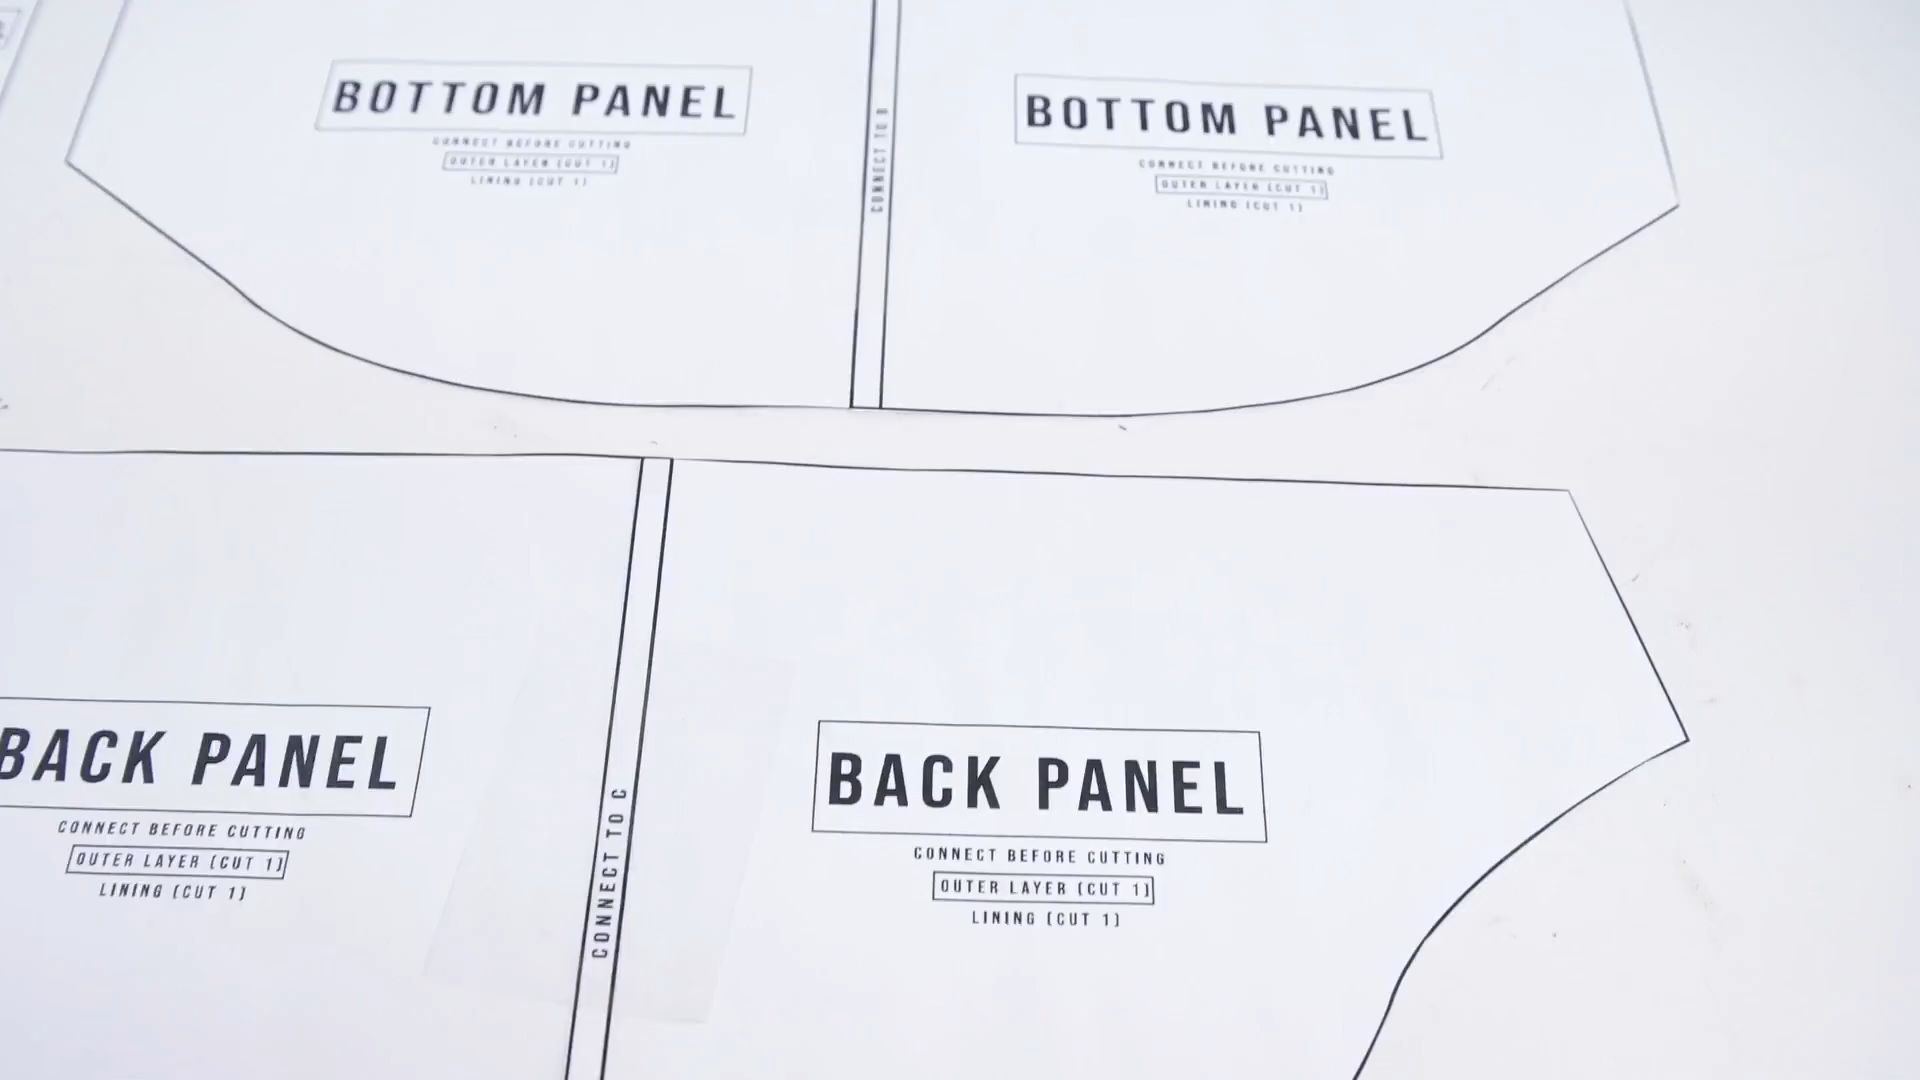 BOTTOM PANEL
CONNECT BEFORE CUTTING
OUTER LAYER (CUT 1)
LINING (CUT 1)
CONNECT TO B
BOTTOM PANEL
CONNECT BEFORE CUTTING
OUTER LAYER (CUT 1)
LINING (CUT 1)
BACK PANEL
CONNECT BEFORE CUTTING
OUTER LAYER (CUT 1)
LINING (CUT 1)
CONNECT TO C
BACK PANEL
CONNECT BEFORE CUTTING
OUTER LAYER (CUT 1)
LINING (CUT 1)